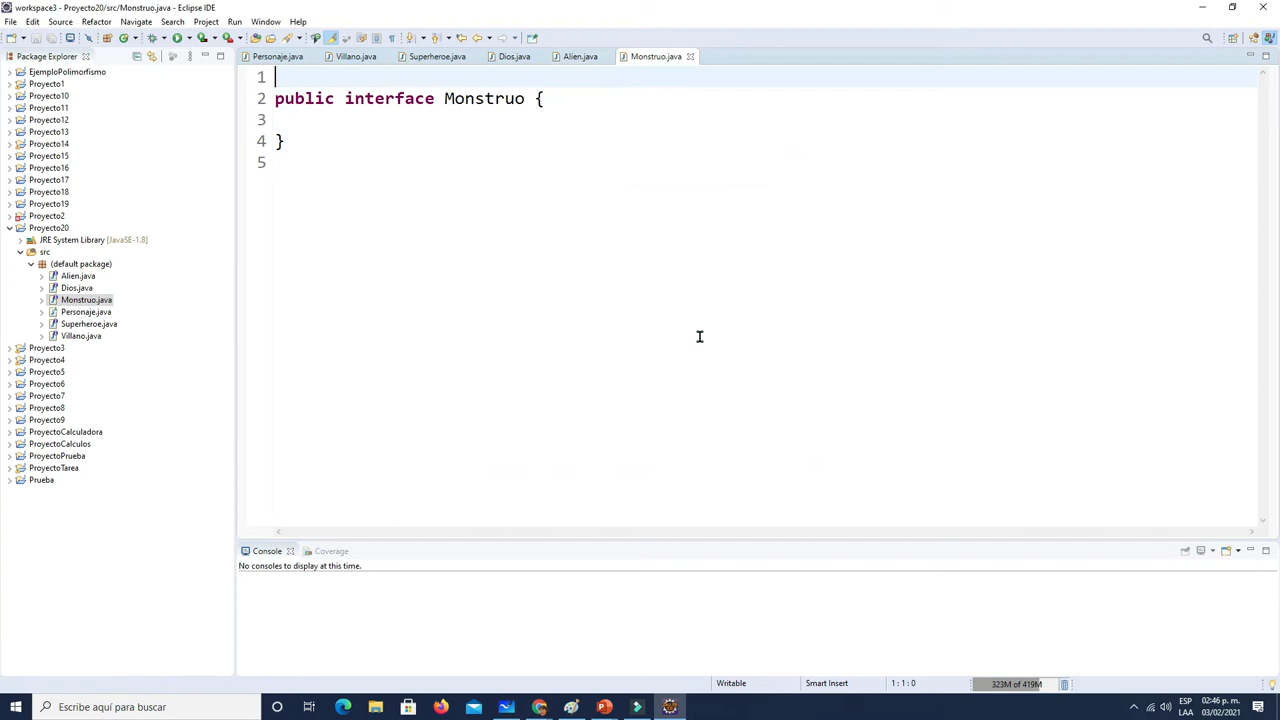 workspace3 - Proyecto20/src/Monstruo.java - Eclipse IDE
File Edit Source Refactor Navigate Search Project Run Window Help
Package Explorer
Personaje.java
Villano.java
Superheroe.java
Dios.java
Alien.java
Monstruo.java
EjemploPolimorfismo
Proyecto1
Proyecto10
Proyecto11
Proyecto12
Proyecto13
Proyecto14
Proyecto15
Proyecto16
Proyecto17
Proyecto18
Proyecto19
Proyecto2
Proyecto20
JRE System Library [JavaSE-1.8]
src
(default package)
Alien.java
Dios.java
Monstruo.java
Personaje.java
Superheroe.java
Villano.java
Proyecto3
Proyecto4
Proyecto5
Proyecto6
Proyecto7
Proyecto8
Proyecto9
ProyectoCalculadora
ProyectoCalculos
ProyectoPrueba
ProyectoTarea
Prueba
1
2 public interface Monstruo {
3
4 }
5
Console
Coverage
No consoles to display at this time.
Writable
Smart Insert
1 : 1 : 0
323M of 419M
Escribe aquí para buscar
ESP
LAA
02:46 p. m.
03/02/2021